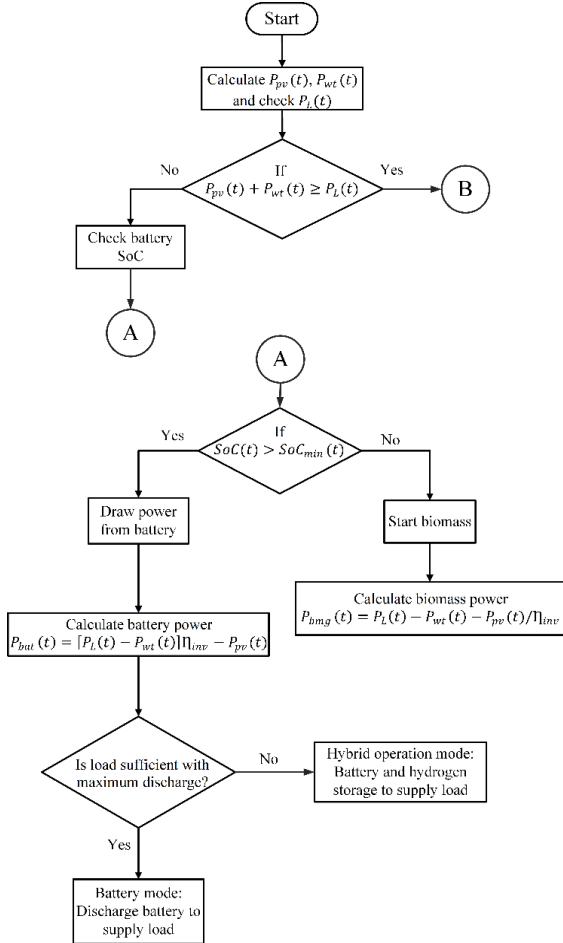 Start
Calculate P_pv(t), P_wt(t)
and check P_L(t)
If
P_pv(t) + P_wt(t) ≥ P_L(t)
No
Yes
B
Check battery
SoC
A
A
If
SoC(t) > SoC_min(t)
Yes
No
Draw power
from battery
Start biomass
Calculate battery power
P_bat(t) = [P_L(t) − P_wt(t)]η_inv − P_pv(t)
Calculate biomass power
P_bmg(t) = P_L(t) − P_wt(t) − P_pv(t)/η_inv
Is load sufficient with
maximum discharge?
No
Hybrid operation mode:
Battery and hydrogen
storage to supply load
Yes
Battery mode:
Discharge battery to
supply load